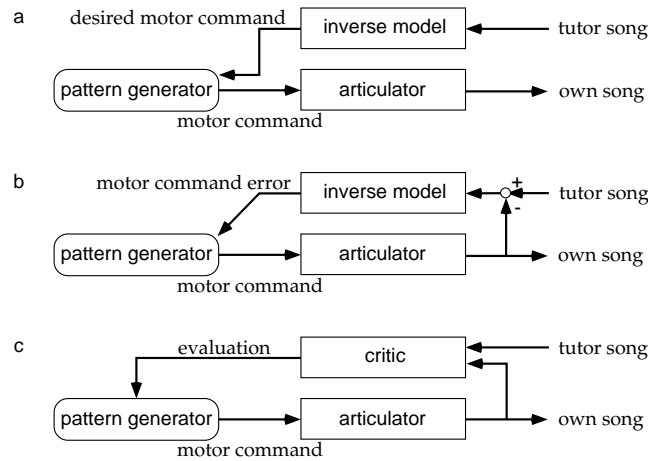 a
desired motor command
inverse model
tutor song
pattern generator
articulator
own song
motor command
b
motor command error
inverse model
+
tutor song
-
pattern generator
articulator
own song
motor command
c
evaluation
critic
tutor song
pattern generator
articulator
own song
motor command